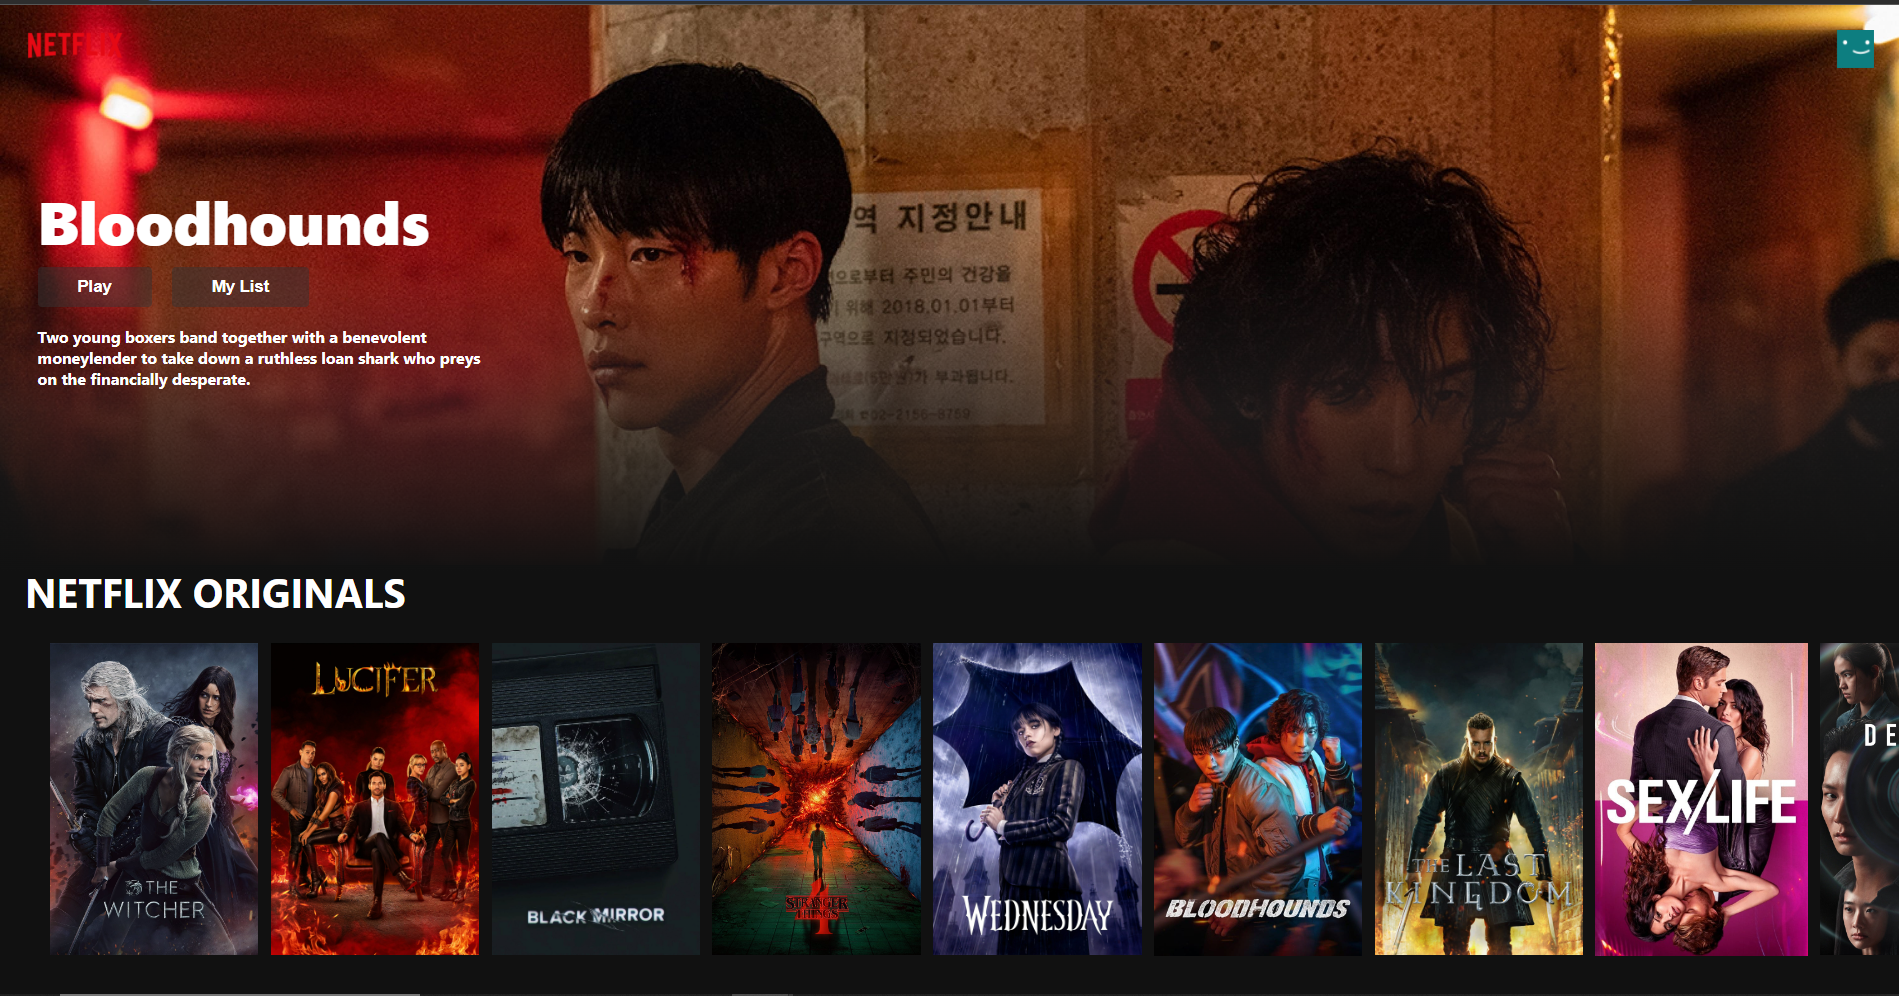 NETFLIX
Bloodhounds
Play
My List
Two young boxers band together with a benevolent
moneylender to take down a ruthless loan shark who preys
on the financially desperate.
역 지정안내
으로부터 주민의 건강을
위해 2018.01.01부터
구역으로 지정되었습니다.
가 부과됩니다.
02-2156-8759
NETFLIX ORIGINALS
THE
WITCHER
LUCIFER
BLACK MIRROR
STRANGER
THINGS
4
WEDNESDAY
BLOODHOUNDS
THE LAST
KINGDOM
SEX/LIFE
DE